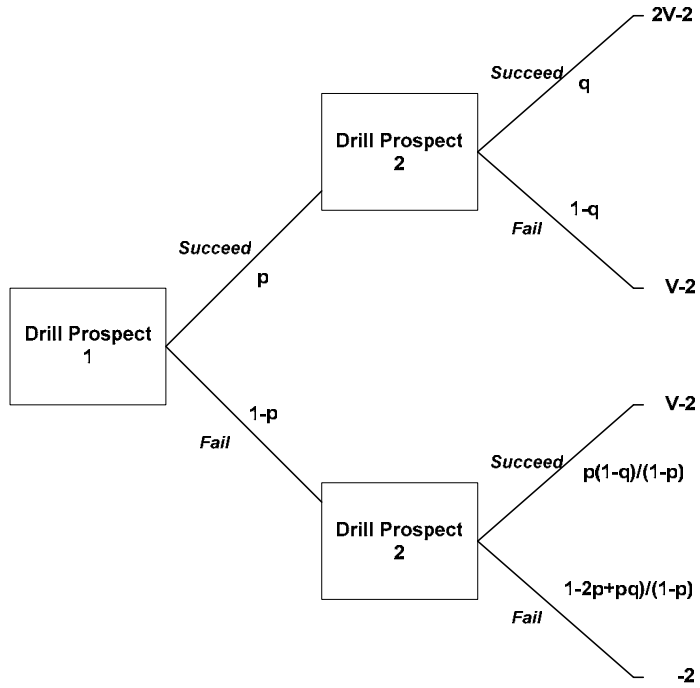 2V-2
Succeed
q
Drill Prospect
2
1-q
Fail
Succeed
p
V-2
Drill Prospect
1
1-p
Fail
V-2
Succeed
p(1-q)/(1-p)
Drill Prospect
2
1-2p+pq)/(1-p)
Fail
-2